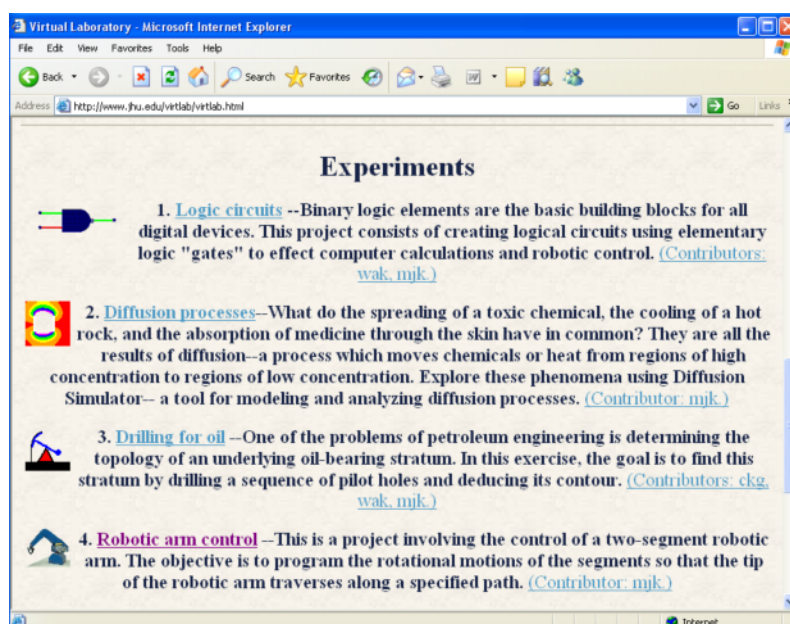 Virtual Laboratory - Microsoft Internet Explorer
File Edit View Favorites Tools Help
Back Search Favorites
Address http://www.jhu.edu/virtlab/virtlab.html Go Links
Experiments
1. Logic circuits --Binary logic elements are the basic building blocks for all
digital devices. This project consists of creating logical circuits using elementary
logic "gates" to effect computer calculations and robotic control. (Contributors:
wak, mjk.)
2. Diffusion processes--What do the spreading of a toxic chemical, the cooling of a hot
rock, and the absorption of medicine through the skin have in common? They are all the
results of diffusion--a process which moves chemicals or heat from regions of high
concentration to regions of low concentration. Explore these phenomena using Diffusion
Simulator-- a tool for modeling and analyzing diffusion processes. (Contributor: mjk.)
3. Drilling for oil --One of the problems of petroleum engineering is determining the
topology of an underlying oil-bearing stratum. In this exercise, the goal is to find this
stratum by drilling a sequence of pilot holes and deducing its contour. (Contributors: ckg,
wak, mjk.)
4. Robotic arm control --This is a project involving the control of a two-segment robotic
arm. The objective is to program the rotational motions of the segments so that the tip
of the robotic arm traverses along a specified path. (Contributor: mjk.)
Internet